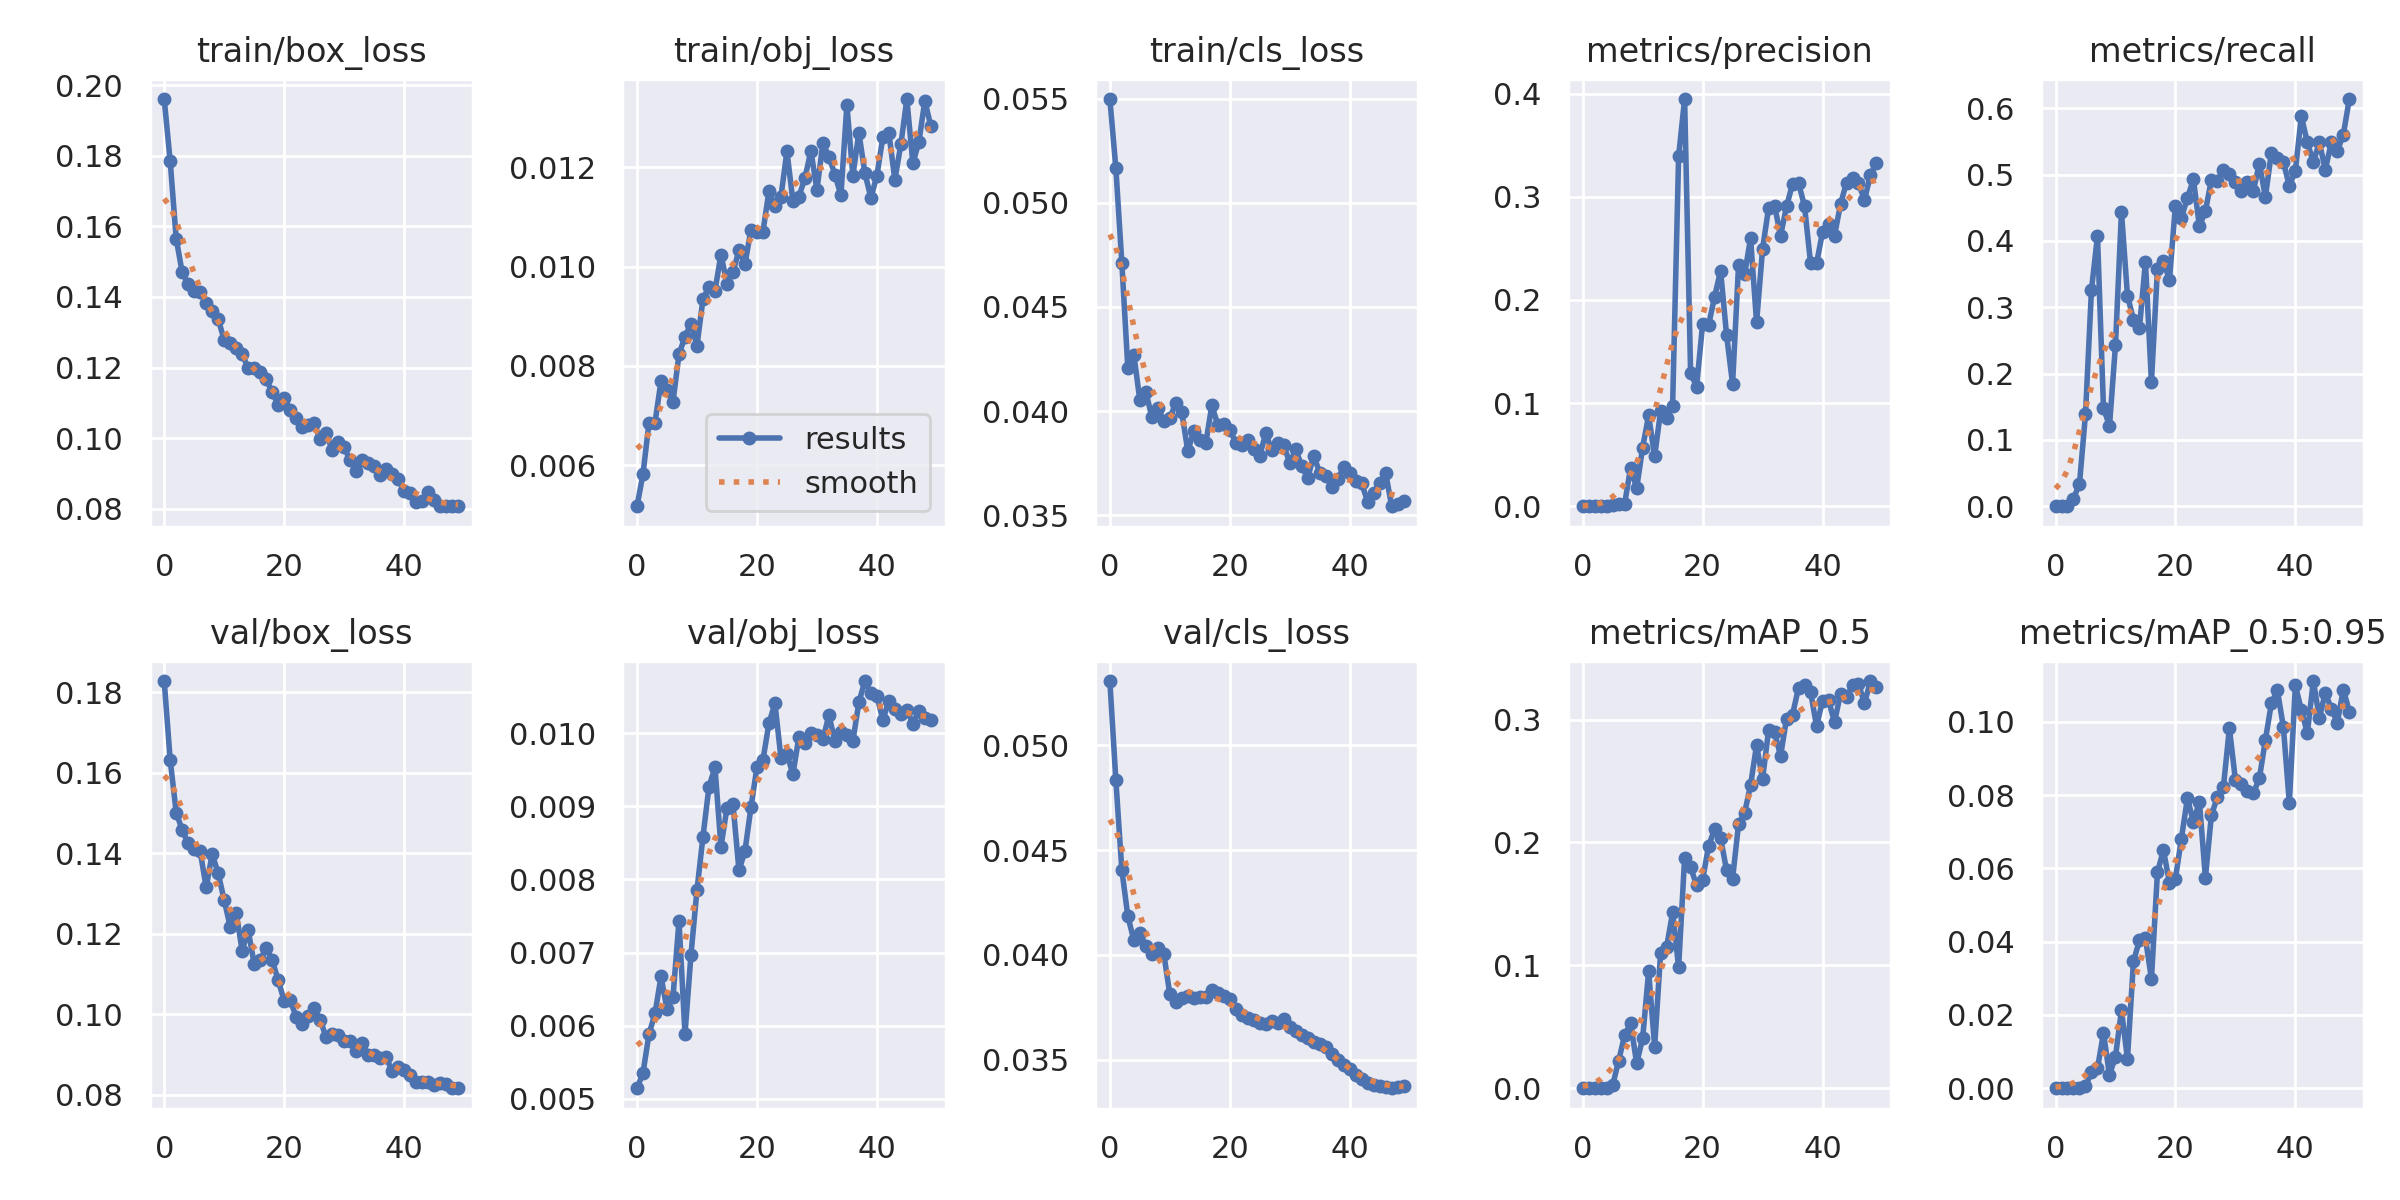 train/box_loss
0.20
0.18
0.16
0.14
0.12
0.10
0.08
0 20 40
train/obj_loss
0.012
0.010
0.008
0.006
results
smooth
0 20 40
train/cls_loss
0.055
0.050
0.045
0.040
0.035
0 20 40
metrics/precision
0.4
0.3
0.2
0.1
0.0
0 20 40
metrics/recall
0.6
0.5
0.4
0.3
0.2
0.1
0.0
0 20 40
val/box_loss
0.18
0.16
0.14
0.12
0.10
0.08
0 20 40
val/obj_loss
0.010
0.009
0.008
0.007
0.006
0.005
0 20 40
val/cls_loss
0.050
0.045
0.040
0.035
0 20 40
metrics/mAP_0.5
0.3
0.2
0.1
0.0
0 20 40
metrics/mAP_0.5:0.95
0.10
0.08
0.06
0.04
0.02
0.00
0 20 40